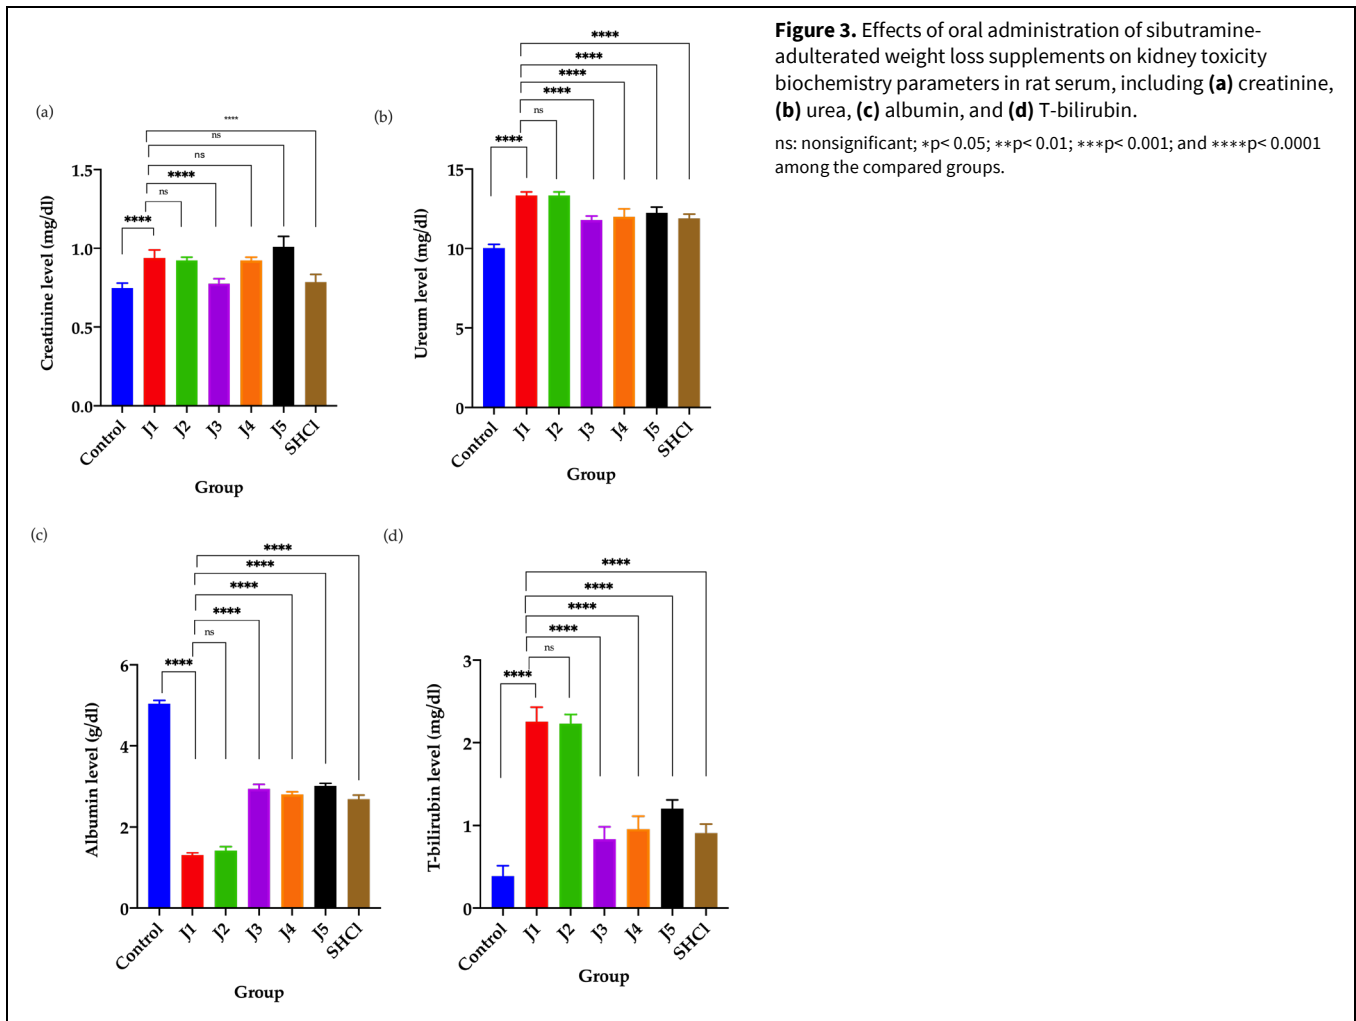 Figure 3. Effects of oral administration of sibutramine-
adulterated weight loss supplements on kidney toxicity
biochemistry parameters in rat serum, including (a) creatinine,
(b) urea, (c) albumin, and (d) T-bilirubin.
ns: nonsignificant; *p< 0.05; **p< 0.01; ***p< 0.001; and ****p< 0.0001
among the compared groups.
(a)
****
ns
ns
****
ns
****
1.5
1.0
0.5
0.0
Creatinine level (mg/dl)
Control
J1
J2
J3
J4
J5
SHCl
Group
(b)
****
****
****
****
ns
****
15
10
5
0
Ureum level (mg/dl)
Control
J1
J2
J3
J4
J5
SHCl
Group
(c)
****
****
****
****
ns
****
6
4
2
0
Albumin level (g/dl)
Control
J1
J2
J3
J4
J5
SHCl
Group
(d)
****
****
****
****
ns
****
3
2
1
0
T-bilirubin level (mg/dl)
Control
J1
J2
J3
J4
J5
SHCl
Group